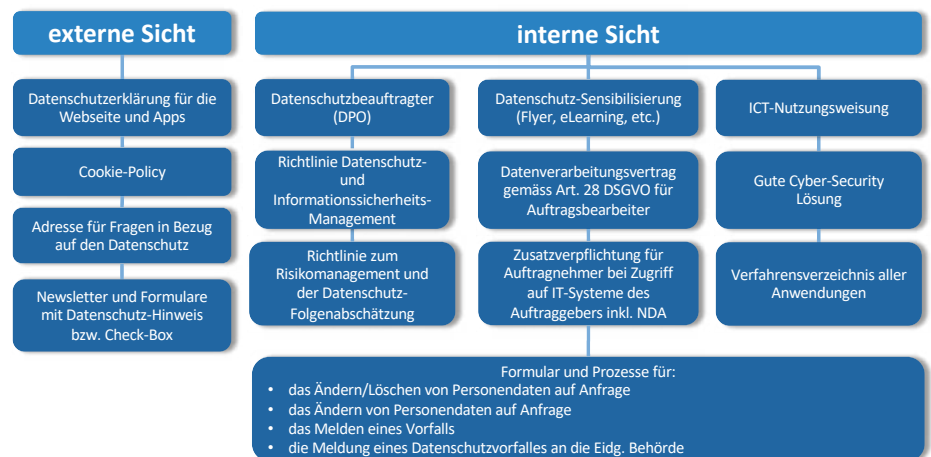 externe Sicht
Datenschutzerklärung für die
Webseite und Apps
Cookie-Policy
Adresse für Fragen in Bezug
auf den Datenschutz
Newsletter und Formulare
mit Datenschutz-Hinweis
bzw. Check-Box
interne Sicht
Datenschutzbeauftragter
(DPO)
Richtlinie Datenschutz-
und
Informationssicherheits-
Management
Richtlinie zum
Risikomanagement und
der Datenschutz-
Folgenabschätzung
Datenschutz-Sensibilisierung
(Flyer, eLearning, etc.)
Datenverarbeitungsvertrag
gemäss Art. 28 DSGVO für
Auftragsbearbeiter
Zusatzverpflichtung für
Auftragnehmer bei Zugriff
auf IT-Systeme des
Auftraggebers inkl. NDA
ICT-Nutzungsweisung
Gute Cyber-Security
Lösung
Verfahrensverzeichnis aller
Anwendungen
Formular und Prozesse für:
• das Ändern/Löschen von Personendaten auf Anfrage
• das Ändern von Personendaten auf Anfrage
• das Melden eines Vorfalls
• die Meldung eines Datenschutzvorfalles an die Eidg. Behörde